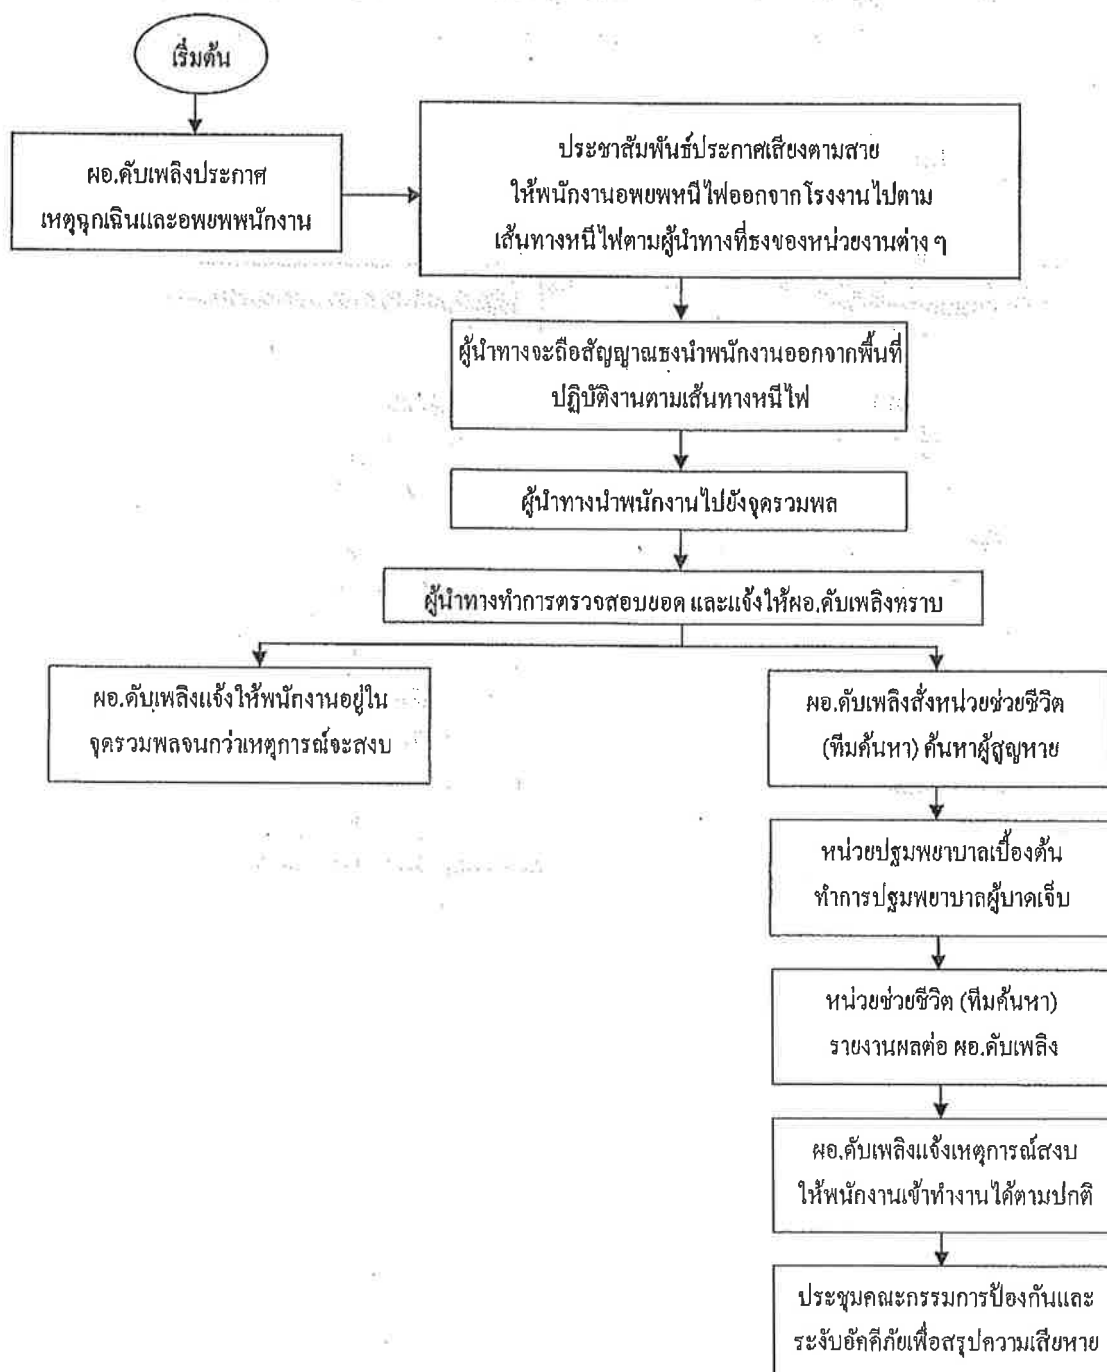 เริ่มต้น
ผอ.ดับเพลิงประกาศ
เหตุฉุกเฉินและอพยพพนักงาน
ประชาสัมพันธ์ประกาศเสียงตามสาย
ให้พนักงานอพยพหนีไฟออกจากโรงงานไปตาม
เส้นทางหนีไฟตามผู้นำทางที่ธงของหน่วยงานต่าง ๆ
ผู้นำทางจะถือสัญญาณธงนำพนักงานออกจากพื้นที่
ปฏิบัติงานตามเส้นทางหนีไฟ
ผู้นำทางนำพนักงานไปยังจุดรวมพล
ผู้นำทางทำการตรวจสอบยอด และแจ้งให้ผอ.ดับเพลิงทราบ
ผอ.ดับเพลิงแจ้งให้พนักงานอยู่ใน
จุดรวมพลจนกว่าเหตุการณ์จะสงบ
ผอ.ดับเพลิงสั่งหน่วยช่วยชีวิต
(ทีมค้นหา) ค้นหาผู้สูญหาย
หน่วยปฐมพยาบาลเบื้องต้น
ทำการปฐมพยาบาลผู้บาดเจ็บ
หน่วยช่วยชีวิต (ทีมค้นหา)
รายงานผลต่อ ผอ.ดับเพลิง
ผอ.ดับเพลิงแจ้งเหตุการณ์สงบ
ให้พนักงานเข้าทำงานได้ตามปกติ
ประชุมคณะกรรมการป้องกันและ
ระงับอัคคีภัยเพื่อสรุปความเสียหาย